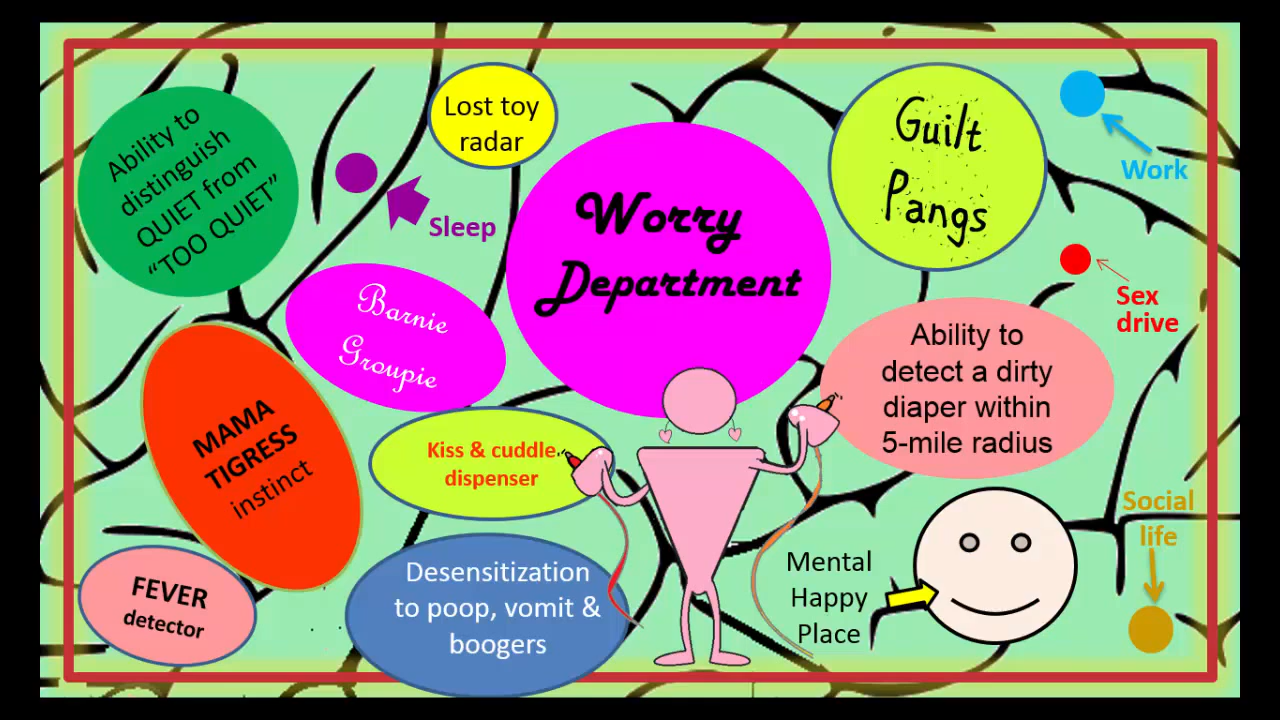 Ability to
distinguish
QUIET from
“TOO QUIET”
Lost toy
radar
Sleep
Worry
Department
Guilt
Pangs
Work
Sex
drive
Barnie
Groupie
Ability to
detect a dirty
diaper within
5-mile radius
MAMA
TIGRESS
instinct
Kiss & cuddle
dispenser
Social
life
FEVER
detector
Desensitization
to poop, vomit &
boogers
Mental
Happy
Place